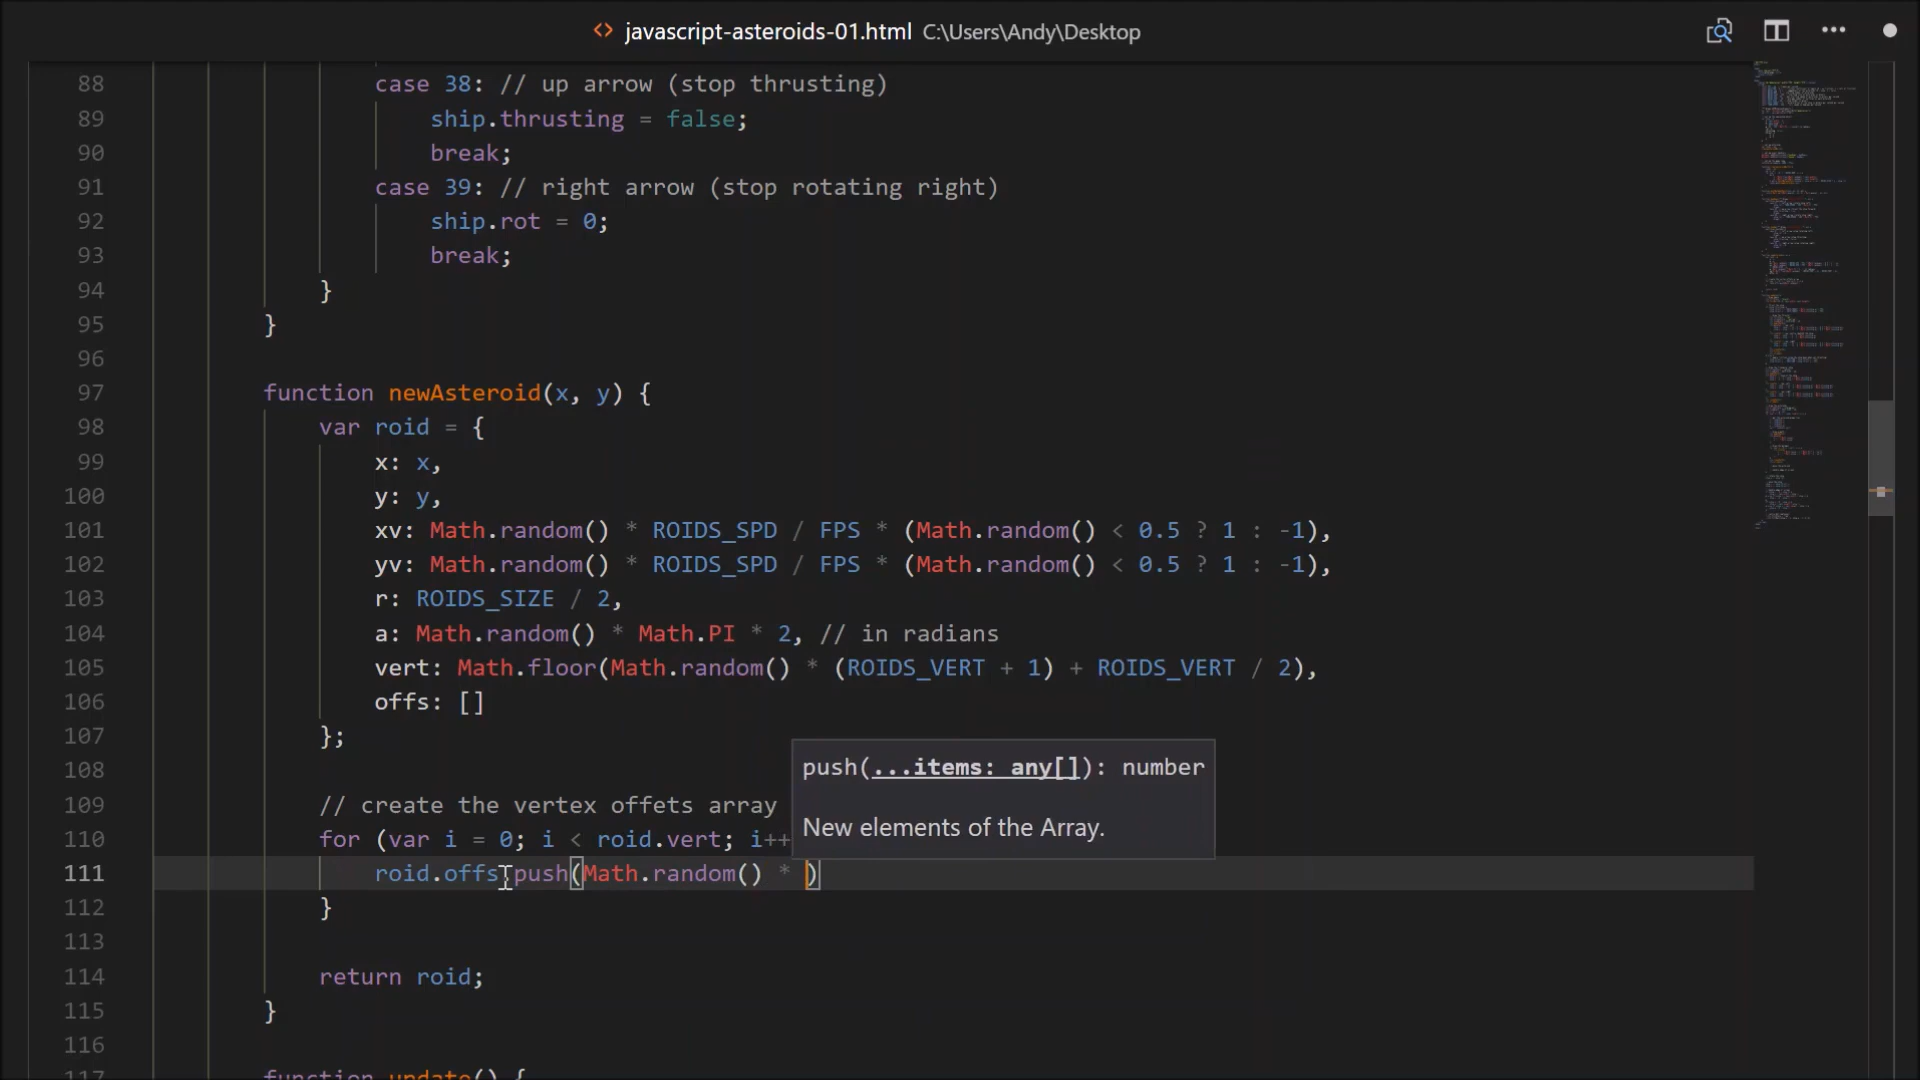 javascript-asteroids-01.html C:\Users\Andy\Desktop
88 case 38: // up arrow (stop thrusting)
89 ship.thrusting = false;
90 break;
91 case 39: // right arrow (stop rotating right)
92 ship.rot = 0;
93 break;
94 }
95 }
96
97 function newAsteroid(x, y) {
98 var roid = {
99 x: x,
100 y: y,
101 xv: Math.random() * ROIDS_SPD / FPS * (Math.random() < 0.5 ? 1 : -1),
102 yv: Math.random() * ROIDS_SPD / FPS * (Math.random() < 0.5 ? 1 : -1),
103 r: ROIDS_SIZE / 2,
104 a: Math.random() * Math.PI * 2, // in radians
105 vert: Math.floor(Math.random() * (ROIDS_VERT + 1) + ROIDS_VERT / 2),
106 offs: []
107 };
108
push(...items: any[]): number
109 // create the vertex offets array
New elements of the Array.
110 for (var i = 0; i < roid.vert; i++
111 roid.offs.push(Math.random() * )
112 }
113
114 return roid;
115 }
116
117 function update() {